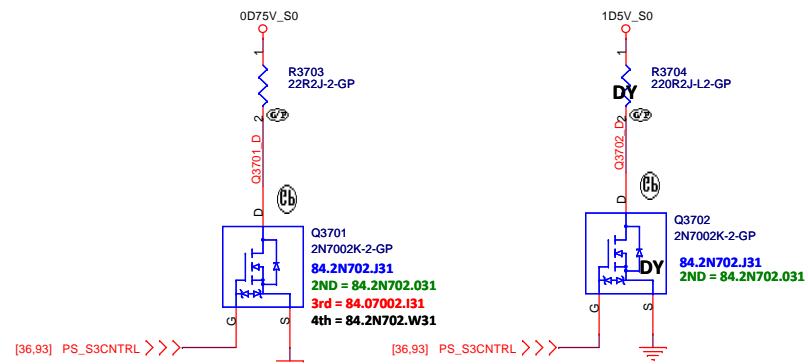 0D75V_S0
1
R3703
22R2J-2-GP
2
Q3701_D
D
Q3701
2N7002K-2-GP
84.2N702.J31
2ND = 84.2N702.031
3rd = 84.07002.I31
4th = 84.2N702.W31
G
S
[36,93] PS_S3CNTRL
1D5V_S0
1
R3704
220R2J-L2-GP
DY
2
Q3702_D
D
Q3702
2N7002K-2-GP
84.2N702.J31
2ND = 84.2N702.031
DY
G
S
[36,93] PS_S3CNTRL